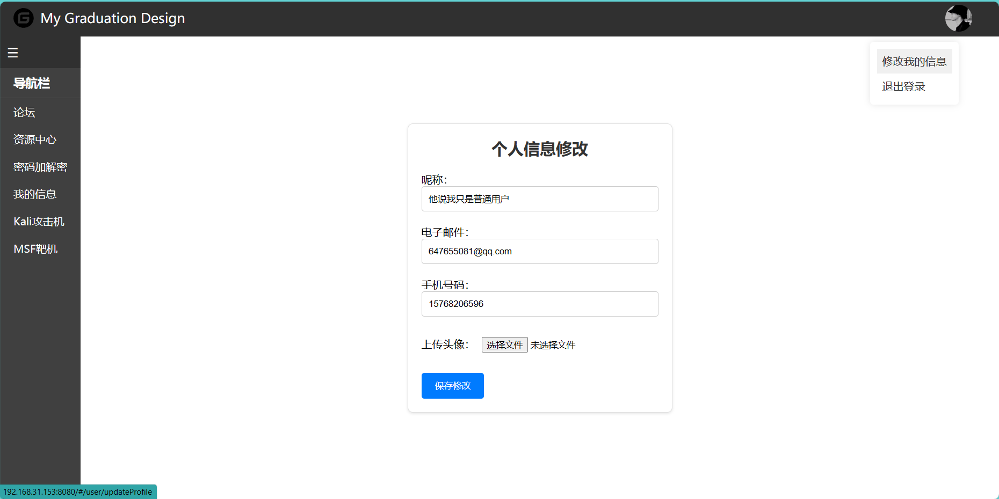 My Graduation Design
☰
修改我的信息
退出登录
导航栏
论坛
资源中心
密码加解密
我的信息
Kali攻击机
MSF靶机
个人信息修改
昵称：
他说我只是普通用户
电子邮件：
647655081@qq.com
手机号码：
15768206596
上传头像： 选择文件 未选择文件
保存修改
192.168.31.153:8080/#/user/updateProfile